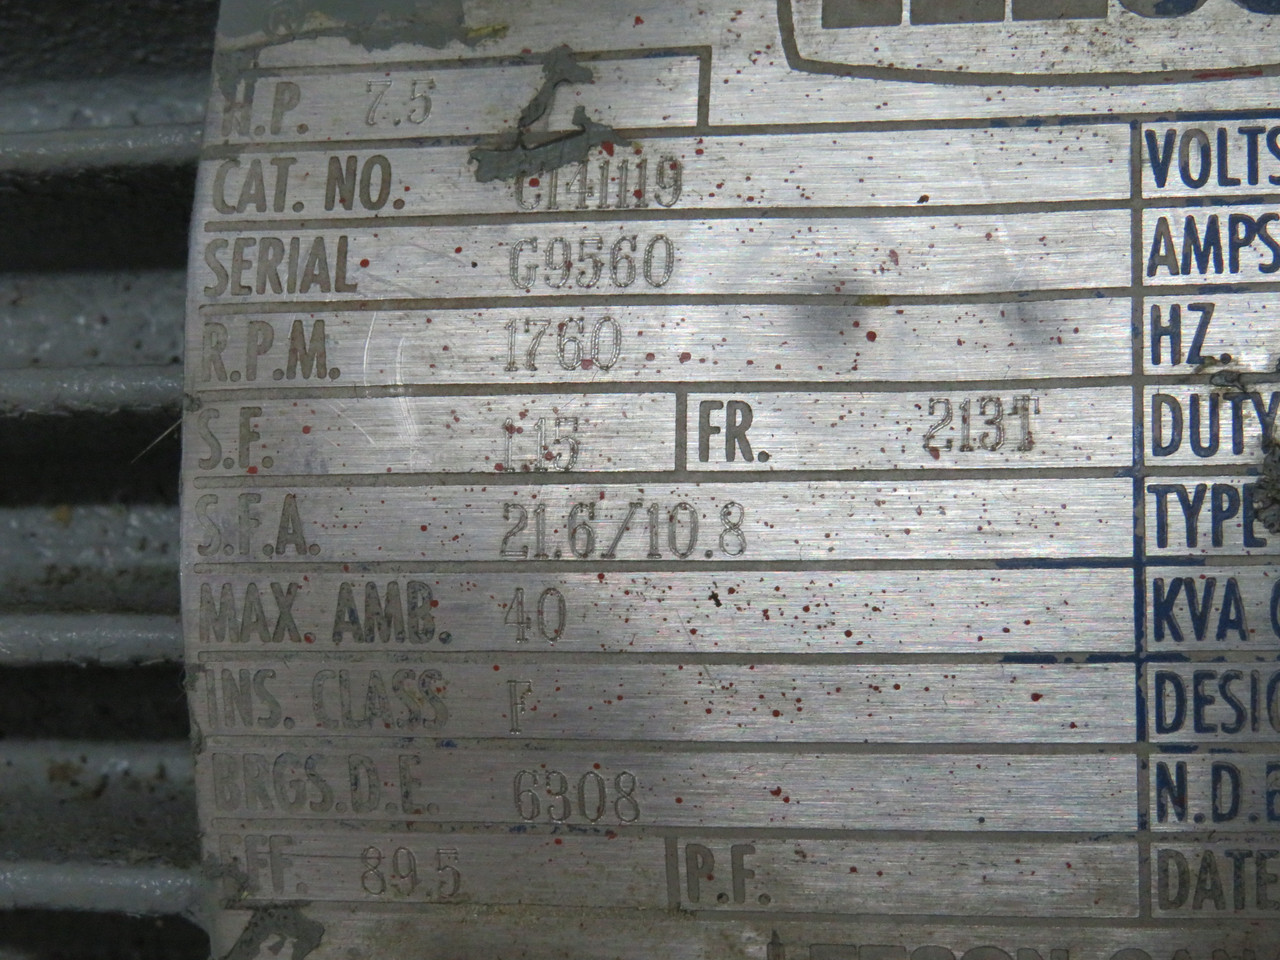 H.P. 7.5
CAT. NO. C141119
VOLTS
SERIAL G9560
AMPS
R.P.M. 1760
HZ.
S.F. 1.15 FR. 213T
DUTY
S.F.A. 21.6/10.8
TYPE
MAX. AMB. 40
KVA
INS. CLASS F
DESIG
BRGS.D.E. 6308
N.D.E
EFF. 89.5 P.F.
DATE